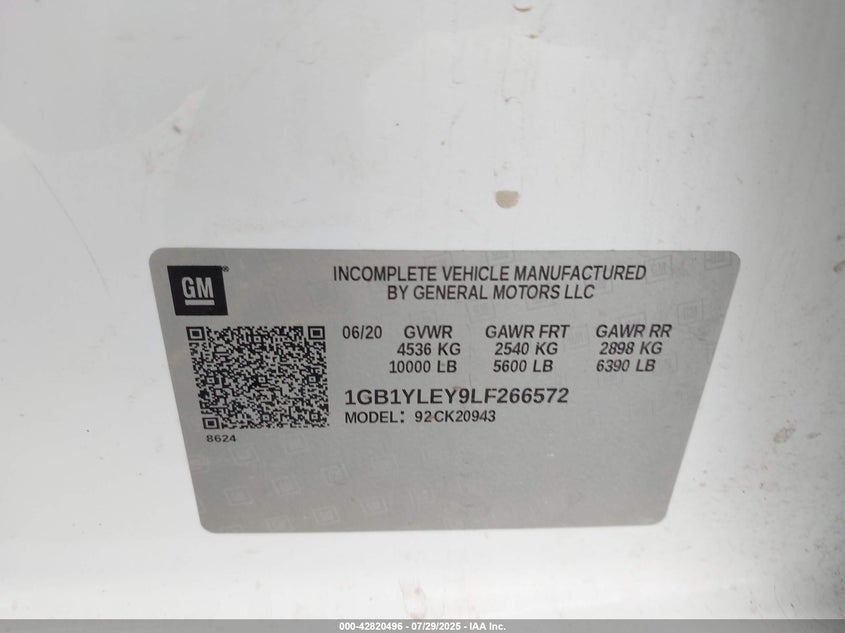 GM®
INCOMPLETE VEHICLE MANUFACTURED
BY GENERAL MOTORS LLC
06/20 GVWR GAWR FRT GAWR RR
4536 KG 2540 KG 2898 KG
10000 LB 5600 LB 6390 LB
1GB1YLEY9LF266572
MODEL: 92CK20943
8624
000-42820496 - 07/29/2025 - IAA Inc.